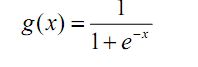 g(x) = 1 / (1 + e^{-x})